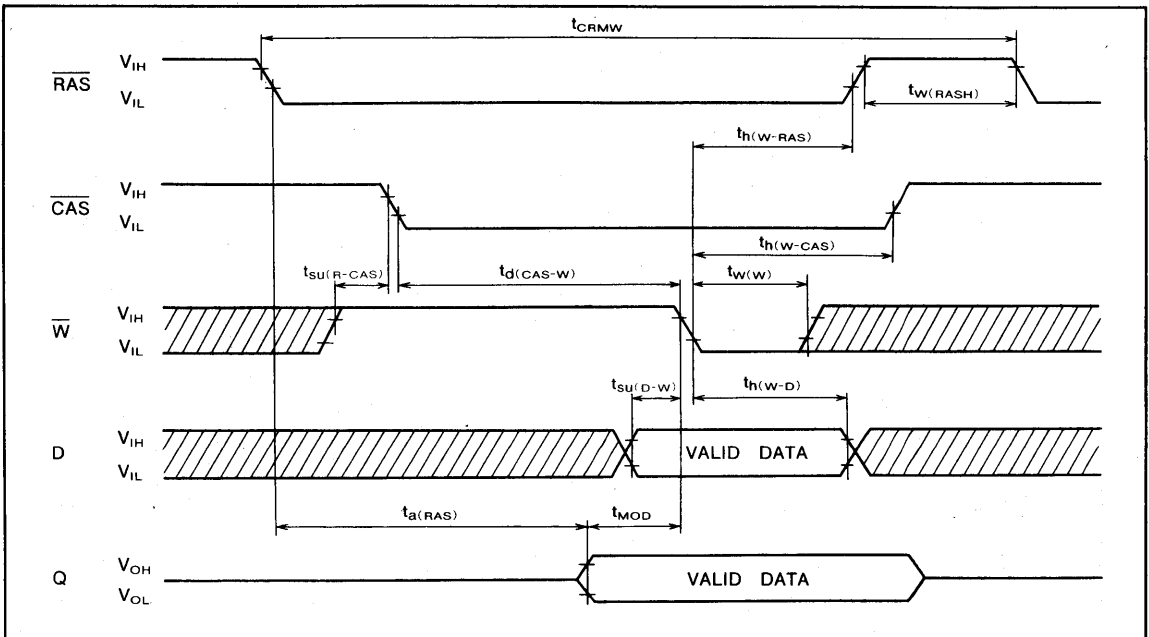 tCRMW
RAS
VIH
VIL
tW(RASH)
th(W-RAS)
CAS
VIH
VIL
th(W-CAS)
tsu(R-CAS)
td(CAS-W)
tW(W)
W
VIH
VIL
tsu(D-W)
th(W-D)
D
VIH
VIL
VALID DATA
ta(RAS)
tMOD
Q
VOH
VOL
VALID DATA